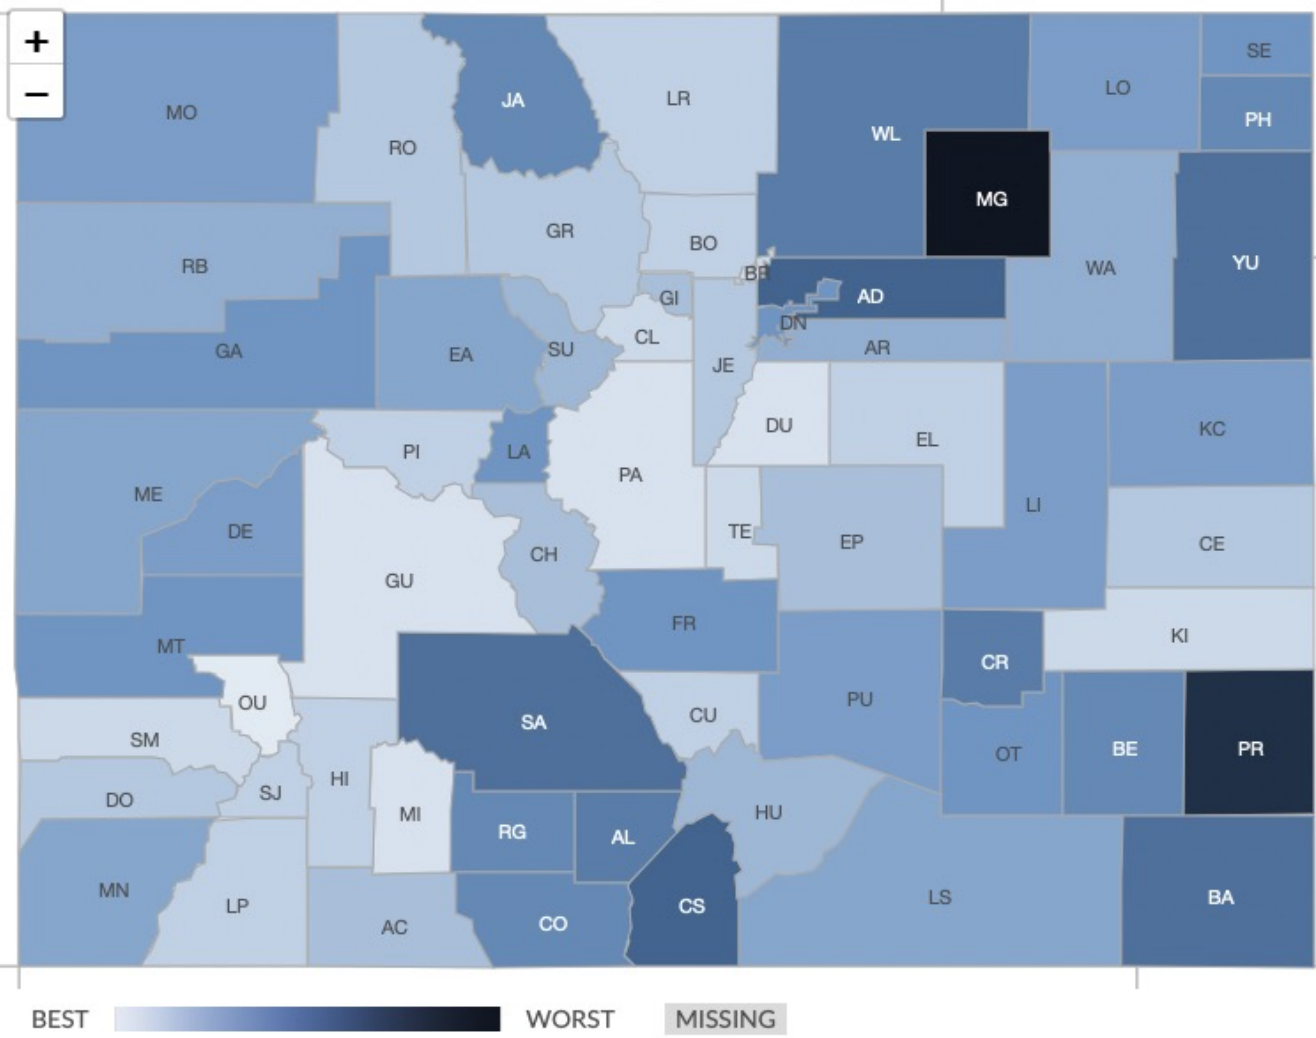 +
−
MO
RO
JA
LR
WL
LO
SE
PH
MG
YU
RB
GR
BO
BR
WA
GI
AD
DN
CL
GA
EA
SU
JE
AR
PI
LA
PA
DU
EL
KC
ME
DE
GU
CH
TE
EP
LI
CE
MT
FR
CR
KI
OU
SA
CU
PU
OT
BE
PR
SM
SJ
HI
DO
MI
RG
AL
HU
MN
LP
AC
CO
CS
LS
BA
BEST WORST MISSING